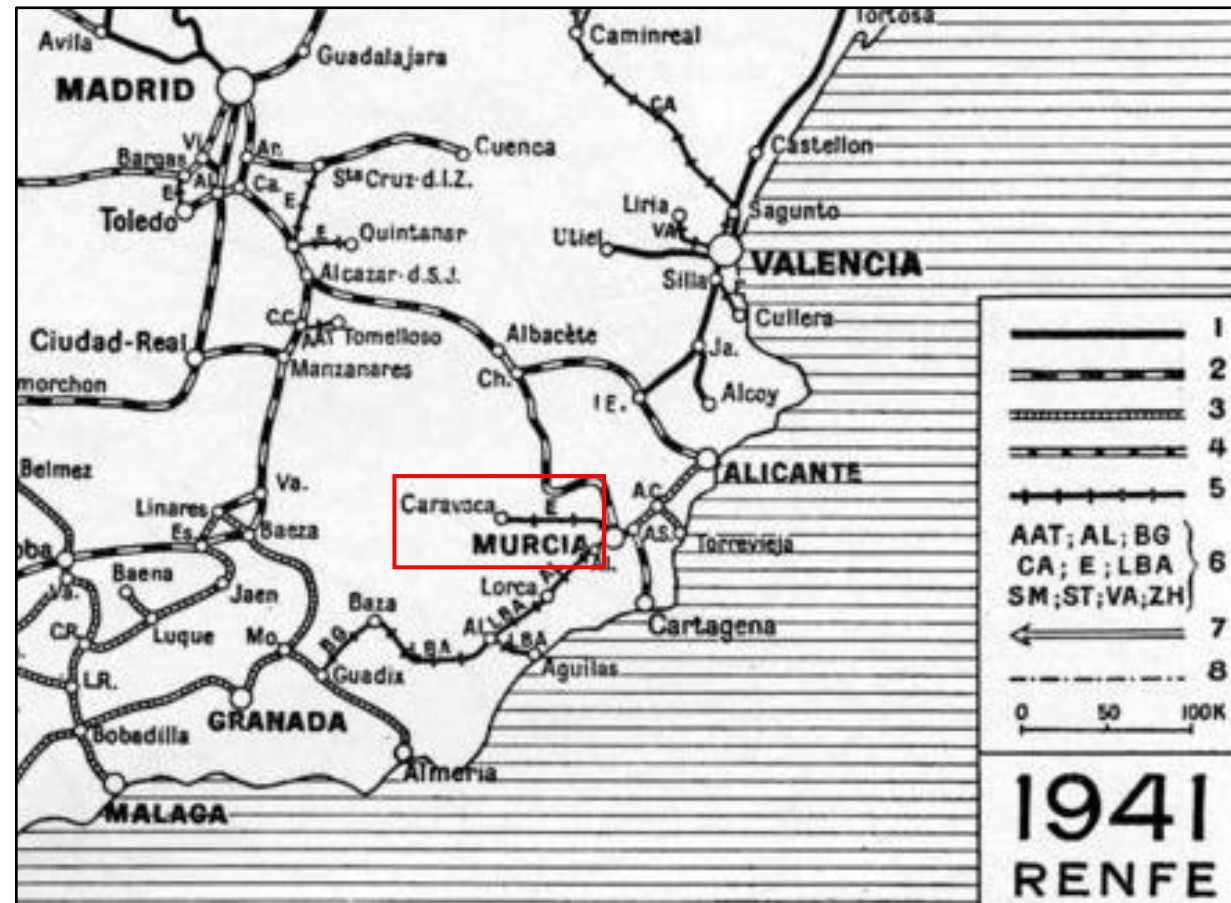 Tortosa
Avila
Caminreal
Guadalajara
MADRID
CA
Vi.
Ar.
Castellon
Bargas
Cuenca
Sta Cruz-d.l.Z.
Al.
Ca.
E
E
Toledo
Liria
Sagunto
VA
E
Quintanar
Utiel
VALENCIA
Alcazar-d.S.J.
Silla
E
Cullera
C.C.
AAT
Tomelloso
Albacète
Ciudad-Real
Ja.
Manzanares
Ch.
morchon
Alcoy
l E.
Belmez
ALICANTE
Va.
Caravaca
E
A.C.
Linares
Es.
Baeza
MURCIA
A.S.
Torrevieja
oba
Baena
AL
Jaen
Lorca
Baza
LBA
C.R.
Luque
Mo.
BG
Al.
Cartagena
LBA
LBA
Guadix
Aguilas
L.R.
GRANADA
Bobadilla
Almeria
MALAGA
1
2
3
4
5
AAT; AL; BG
CA; E; LBA
SM; ST; VA; ZH
6
7
8
0 50 100K
1941
RENFE